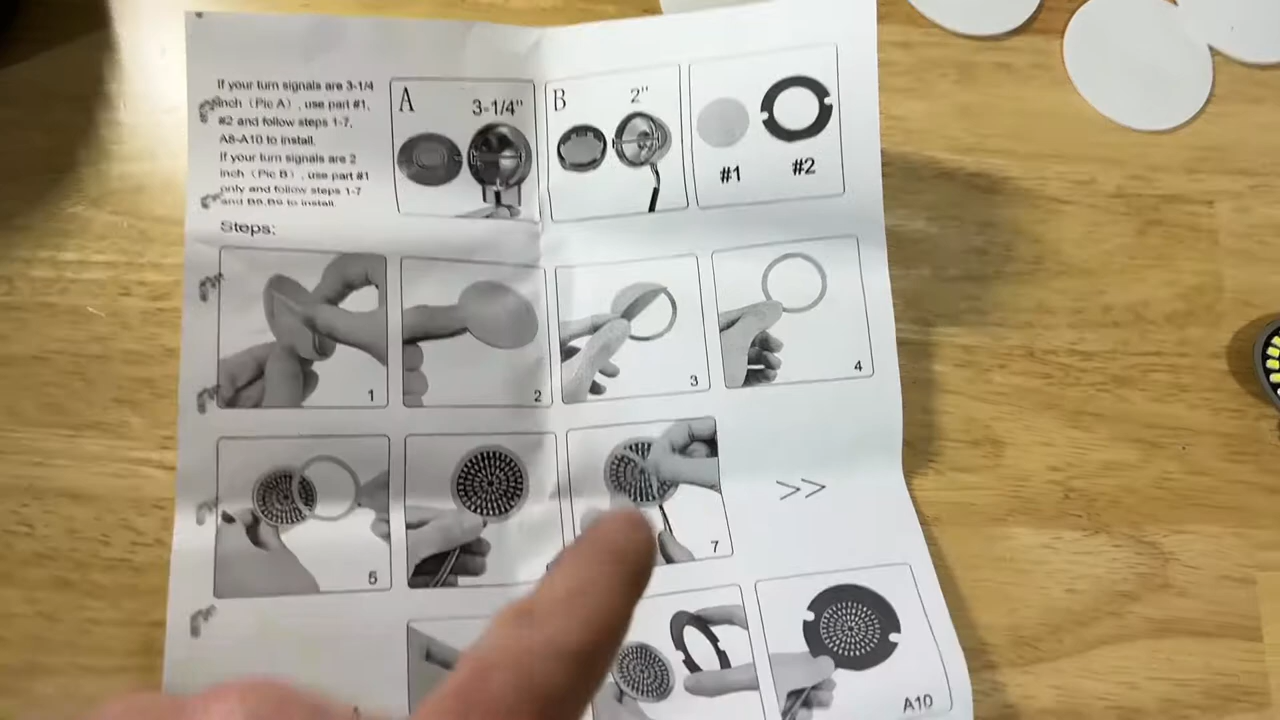 If your turn signals are 3-1/4
inch (Pic A) , use part #1,
#2 and follow steps 1-7,
A8-A10 to install.
If your turn signals are 2
inch (Pic B) , use part #1
only and follow steps 1-7
and B8,B9 to install.
A
3-1/4"
B
2"
#1
#2
Steps:
1
2
3
4
5
7
>>
A10